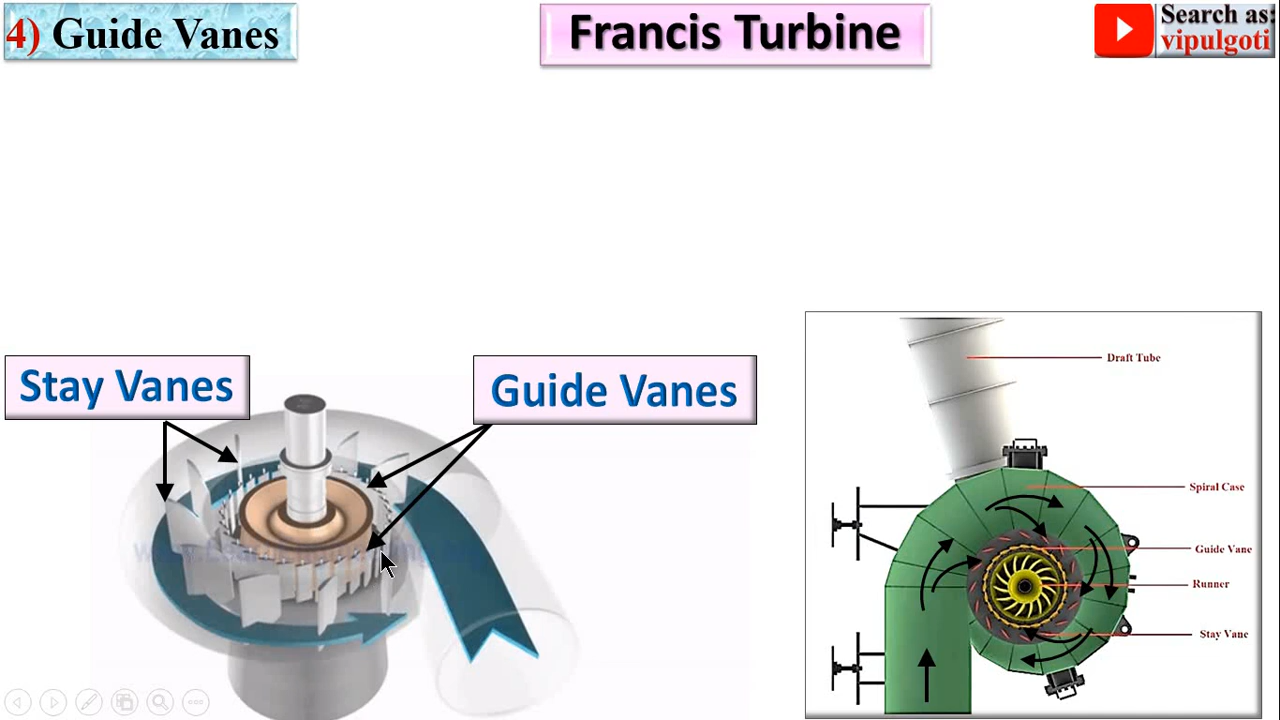 4) Guide Vanes
Francis Turbine
Search as:
vipulgoti
Stay Vanes
Guide Vanes
Draft Tube
Spiral Case
Guide Vane
Runner
Stay Vane